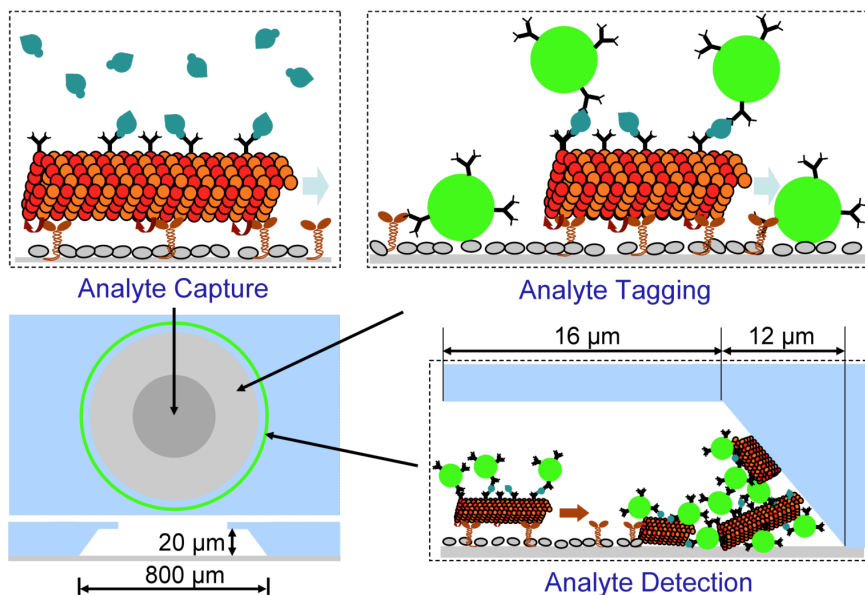 Analyte Capture
Analyte Tagging
16 µm
12 µm
20 µm
800 µm
Analyte Detection